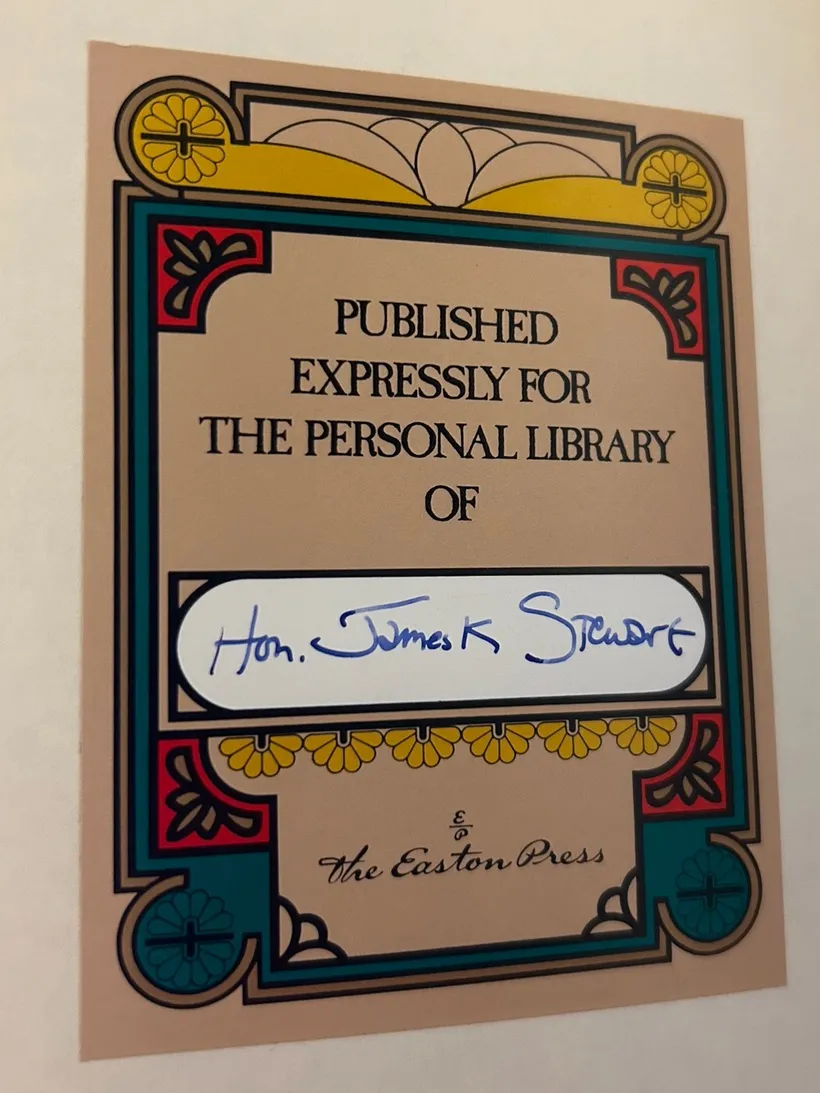 PUBLISHED
EXPRESSLY FOR
THE PERSONAL LIBRARY
OF
Hon. James K Stewart
E
P
The Easton Press